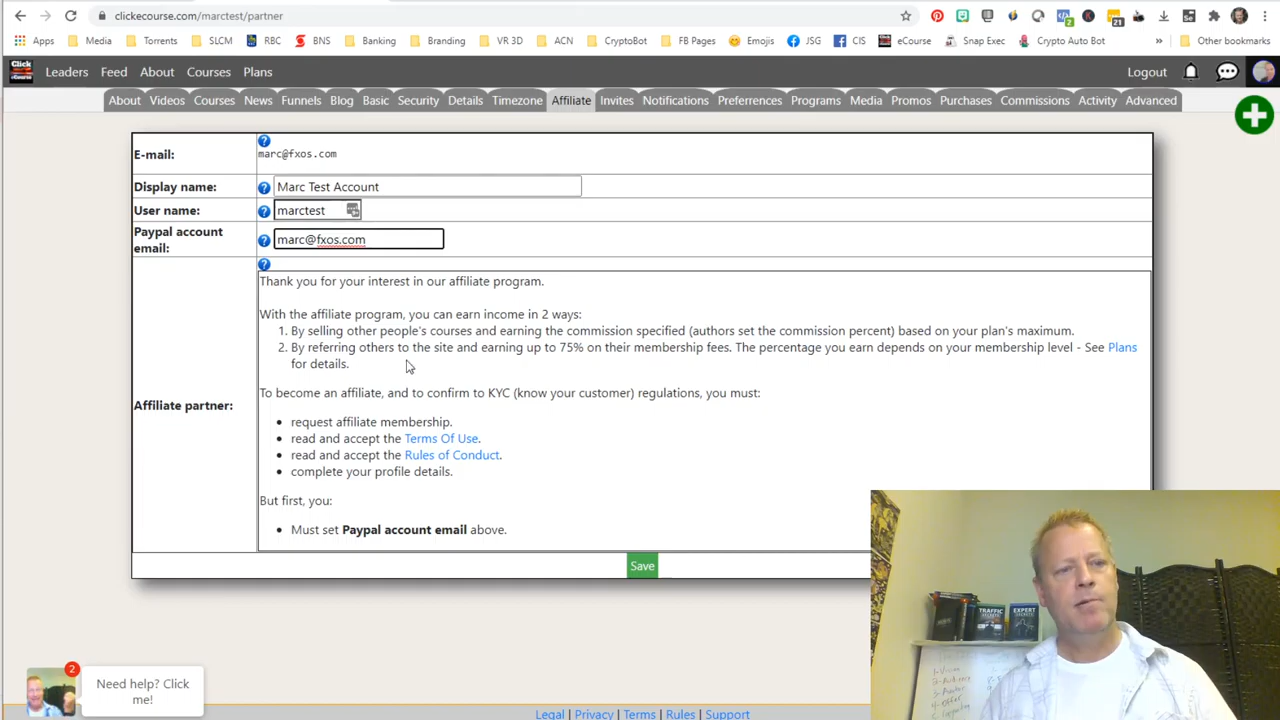 clickecourse.com/marctest/partner
2
21
Apps Media Torrents SLCM RBC BNS Banking Branding VR 3D ACN CryptoBot FB Pages Emojis JSG CIS eCourse Snap Exec Crypto Auto Bot » Other bookmarks
Click
Leaders Feed About Courses Plans Logout
About Videos Courses News Funnels Blog Basic Security Details Timezone Affiliate Invites Notifications Preferrences Programs Media Promos Purchases Commissions Activity Advanced
E-mail: marc@fxos.com
Display name: Marc Test Account
User name: marctest
Paypal account
email: marc@fxos.com
Affiliate partner:
Thank you for your interest in our affiliate program.
With the affiliate program, you can earn income in 2 ways:
1. By selling other people's courses and earning the commission specified (authors set the commission percent) based on your plan's maximum.
2. By referring others to the site and earning up to 75% on their membership fees. The percentage you earn depends on your membership level - See Plans
for details.
To become an affiliate, and to confirm to KYC (know your customer) regulations, you must:
• request affiliate membership.
• read and accept the Terms Of Use.
• read and accept the Rules of Conduct.
• complete your profile details.
But first, you:
• Must set Paypal account email above.
Save
TRAFFIC
EXPERT
2
Need help? Click
me!
Legal | Privacy | Terms | Rules | Support